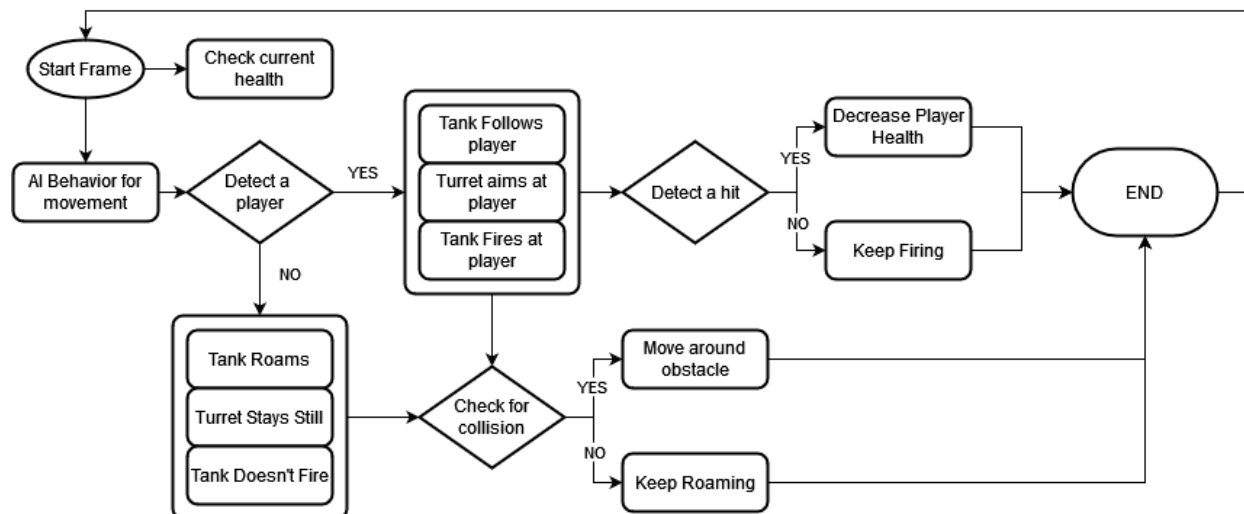 Start Frame
Check current
health
AI Behavior for
movement
Detect a
player
YES
NO
Tank Follows
player
Turret aims at
player
Tank Fires at
player
Detect a hit
YES
NO
Decrease Player
Health
Keep Firing
END
Tank Roams
Turret Stays Still
Tank Doesn't Fire
Check for
collision
YES
NO
Move around
obstacle
Keep Roaming